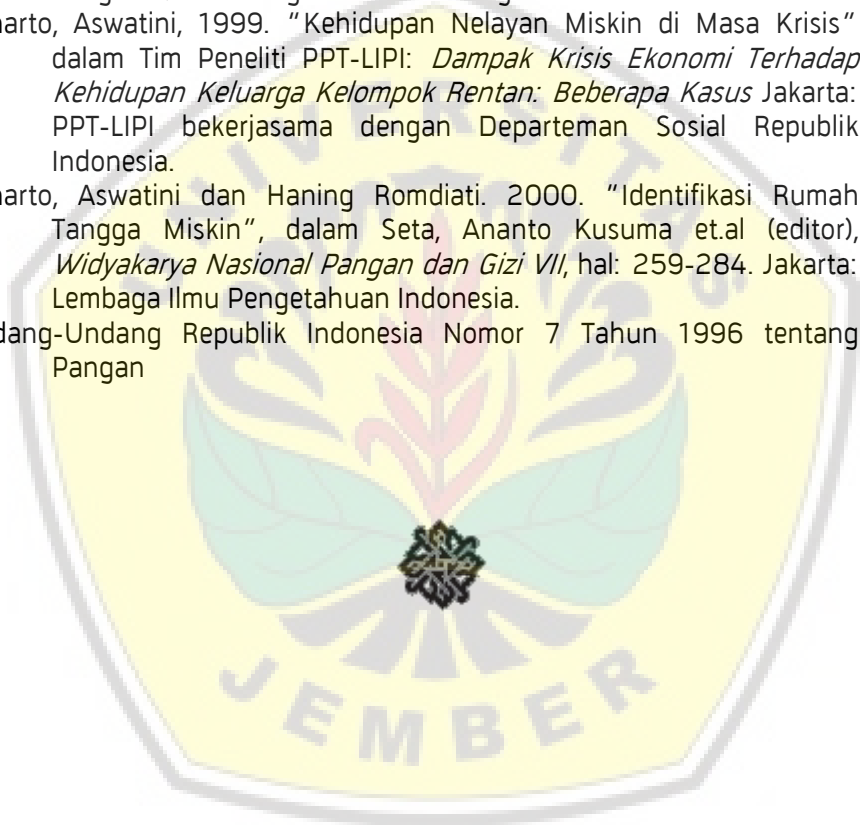 arto, Aswatini, 1999. “Kehidupan Nelayan Miskin di Masa Krisis”
dalam Tim Peneliti PPT-LIPI: Dampak Krisis Ekonomi Terhadap
Kehidupan Keluarga Kelompok Rentan: Beberapa Kasus Jakarta:
PPT-LIPI bekerjasama dengan Departeman Sosial Republik
Indonesia.
arto, Aswatini dan Haning Romdiati. 2000. “Identifikasi Rumah
Tangga Miskin”, dalam Seta, Ananto Kusuma et.al (editor),
Widyakarya Nasional Pangan dan Gizi VII, hal: 259-284. Jakarta:
Lembaga Ilmu Pengetahuan Indonesia.
dang-Undang Republik Indonesia Nomor 7 Tahun 1996 tentang
Pangan
UNIVERSITAS
JEMBER